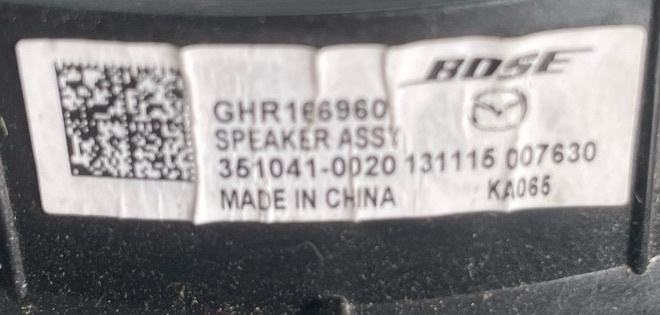 BOSE
GHR166960
SPEAKER ASSY
351041-0020 131115 007630
MADE IN CHINA KA065